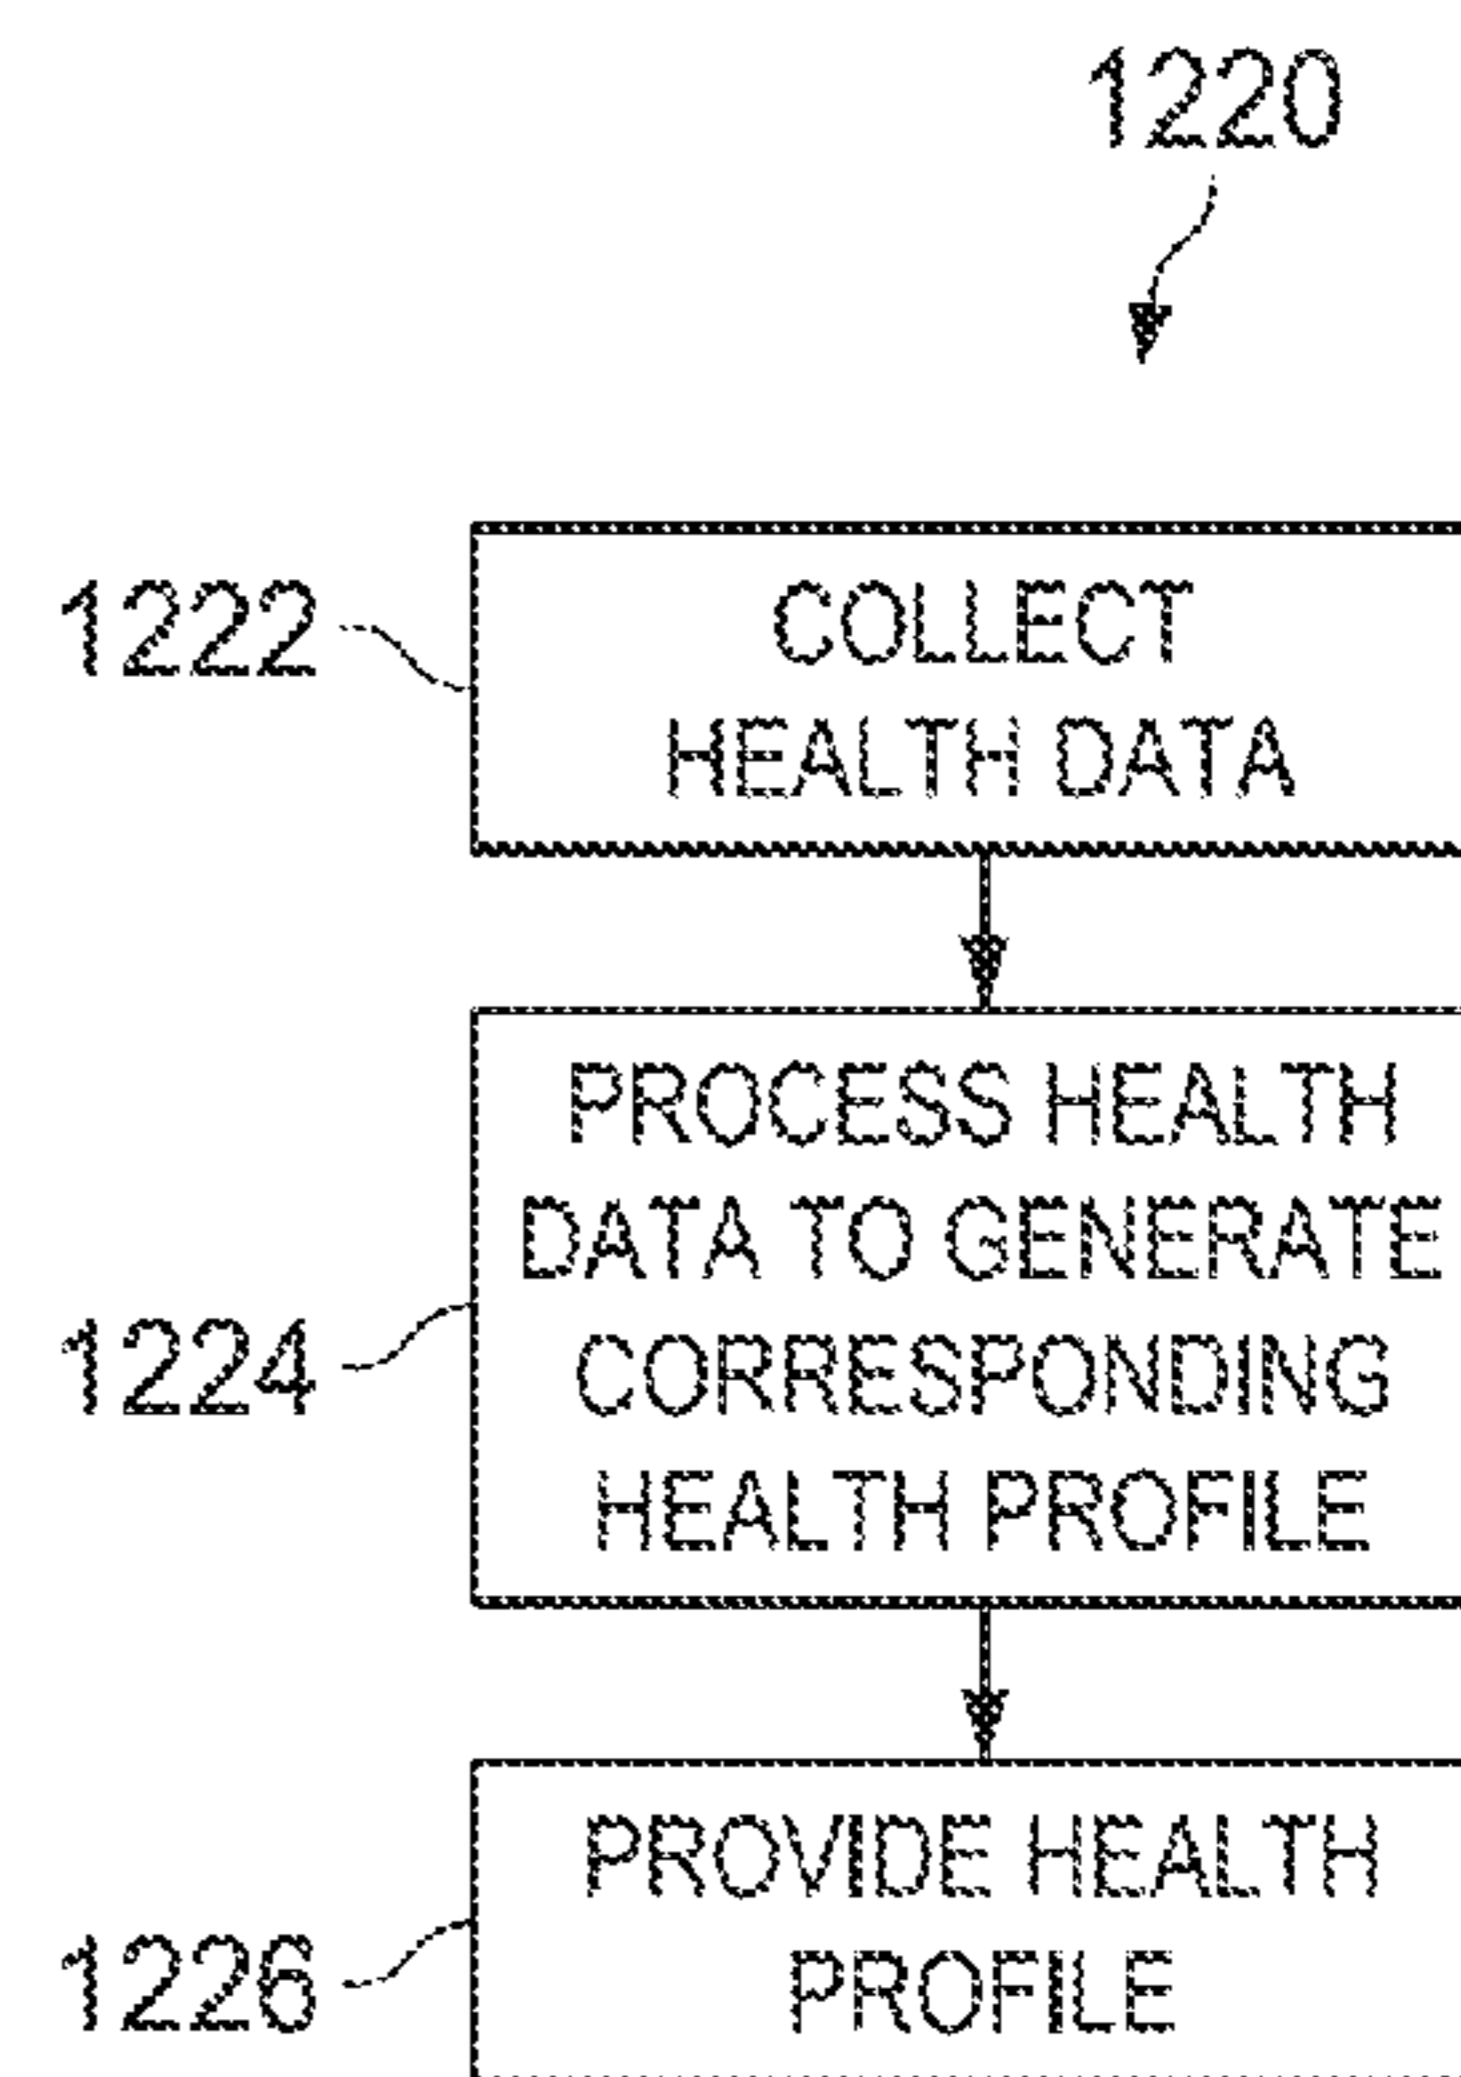 1220
1222
COLLECT
HEALTH DATA
PROCESS HEALTH
DATA TO GENERATE
1224
CORRESPONDING
HEALTH PROFILE
PROVIDE HEALTH
1226
PROFILE